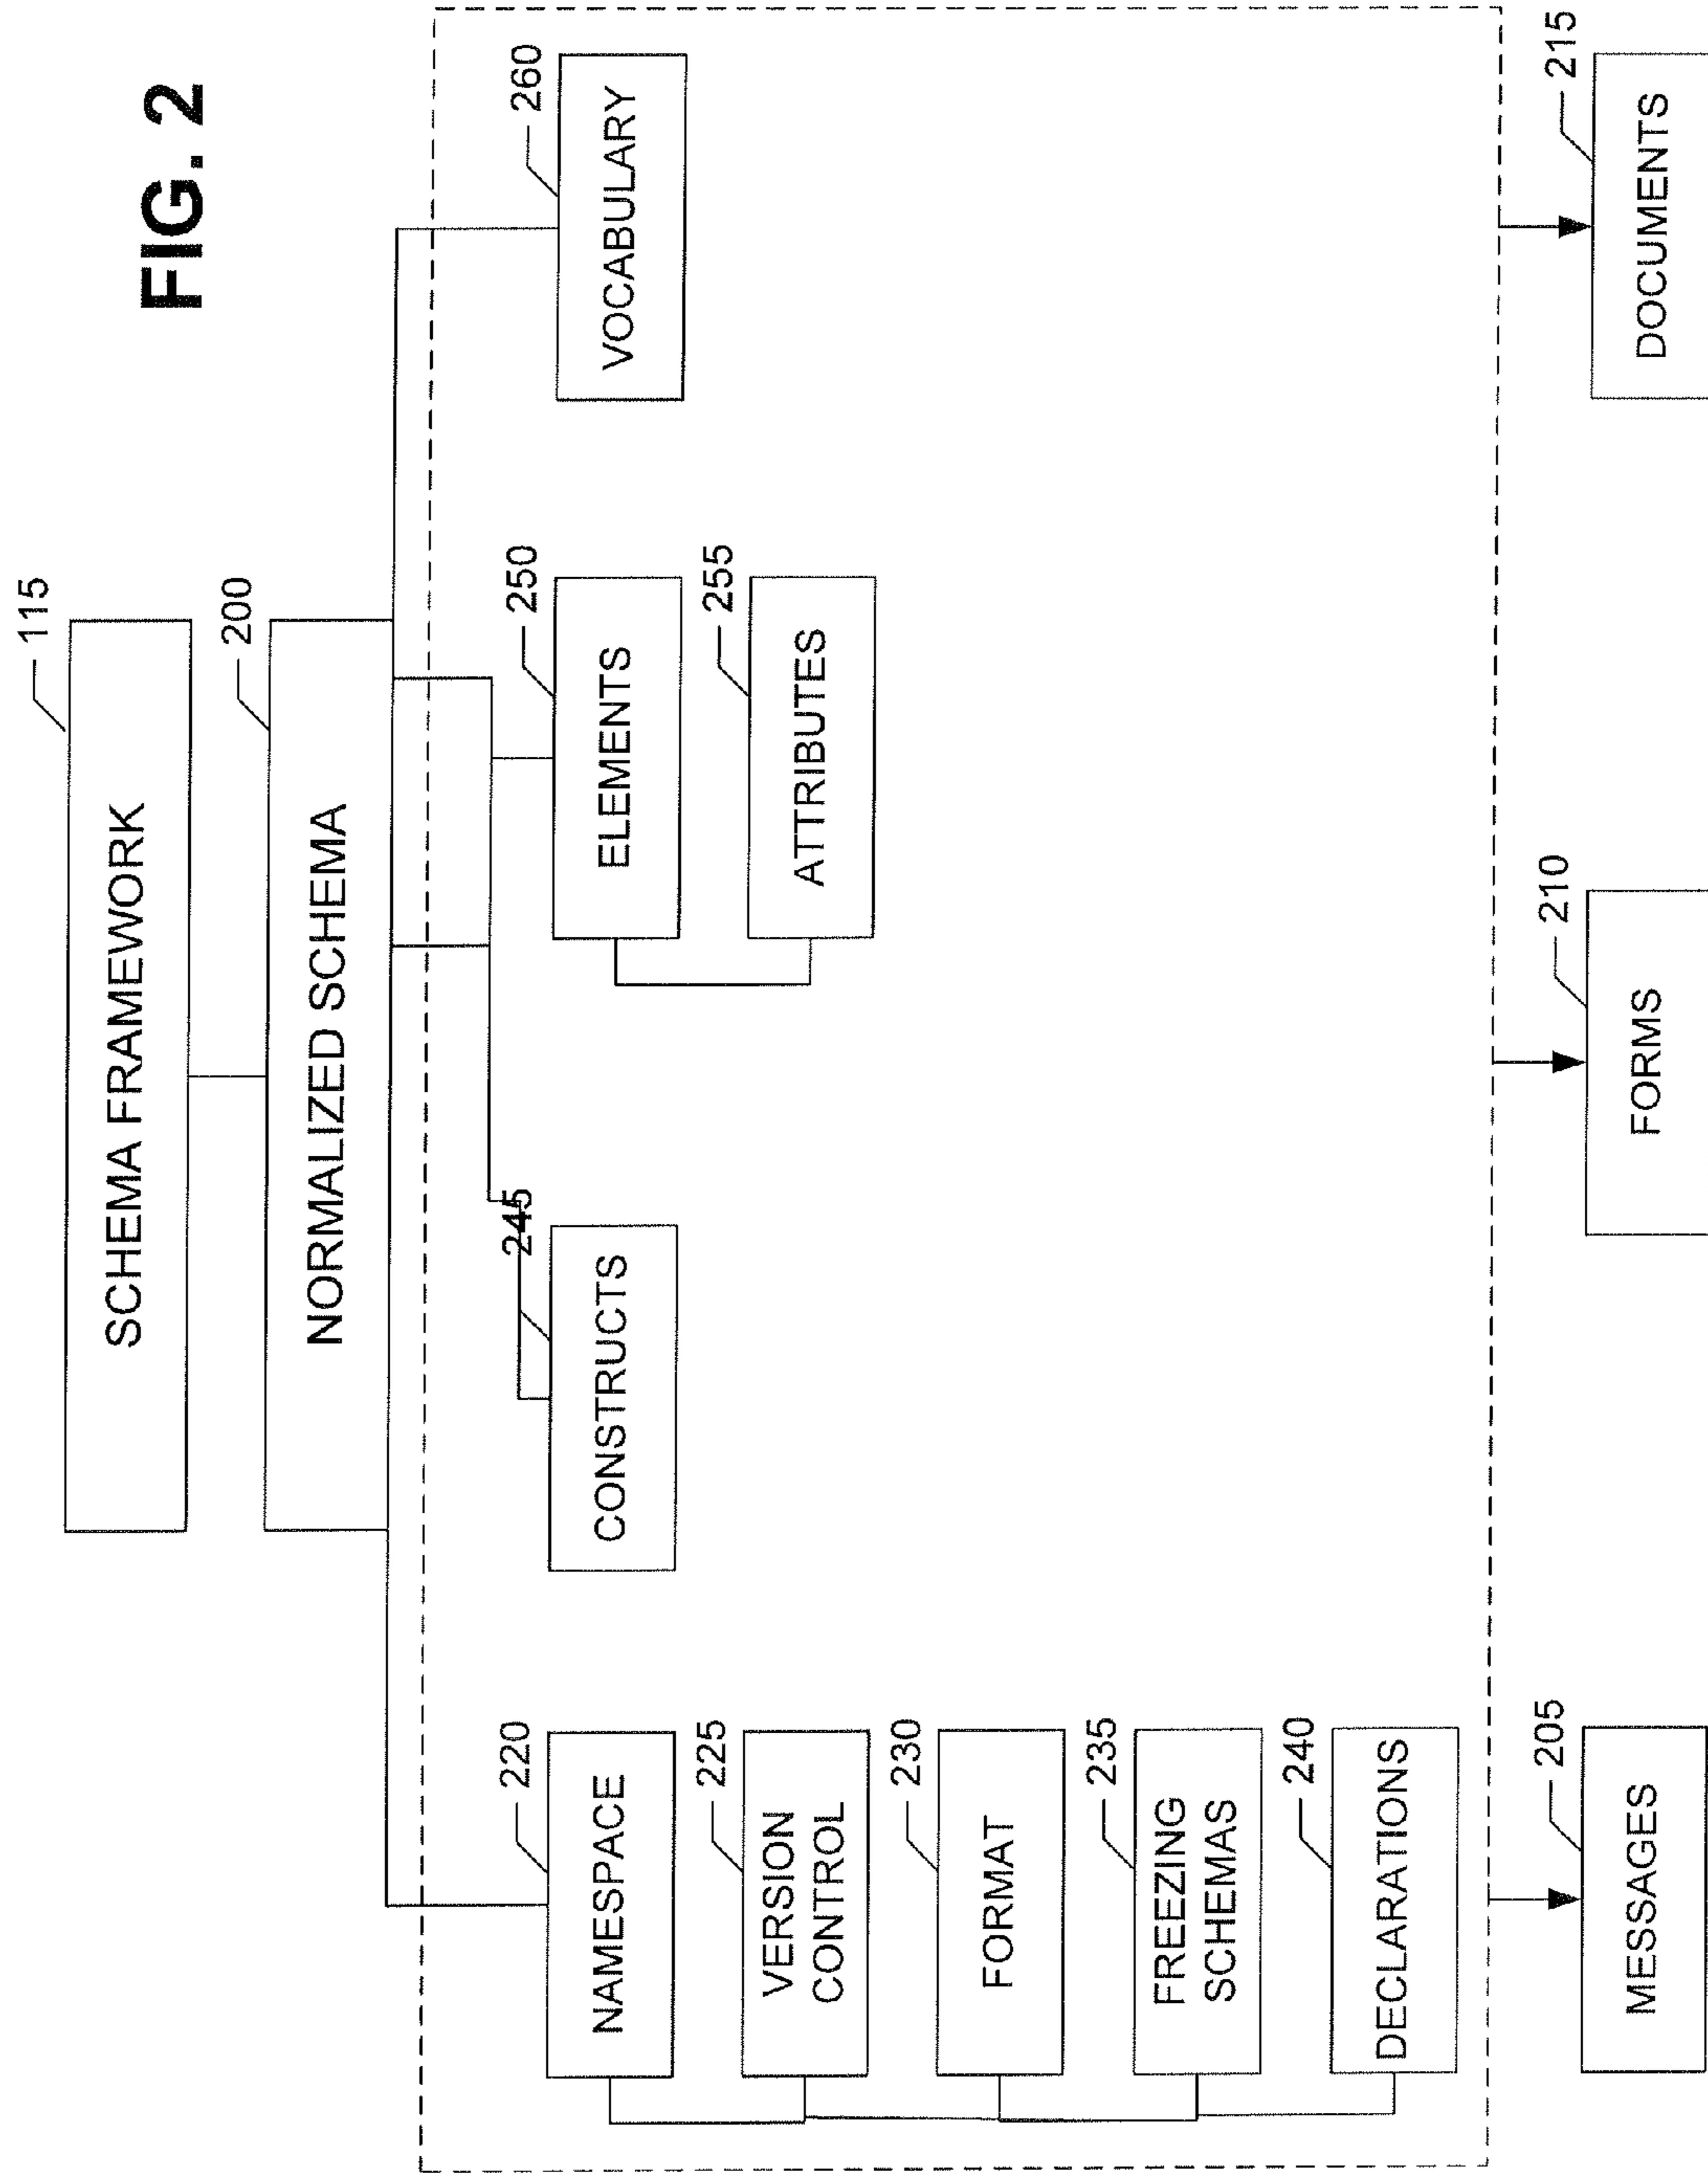 FIG. 2
115
SCHEMA FRAMEWORK
200
NORMALIZED SCHEMA
220
NAMESPACE
225
VERSION
CONTROL
230
FORMAT
235
FREEZING
SCHEMAS
240
DECLARATIONS
245
CONSTRUCTS
250
ELEMENTS
255
ATTRIBUTES
260
VOCABULARY
205
MESSAGES
210
FORMS
215
DOCUMENTS